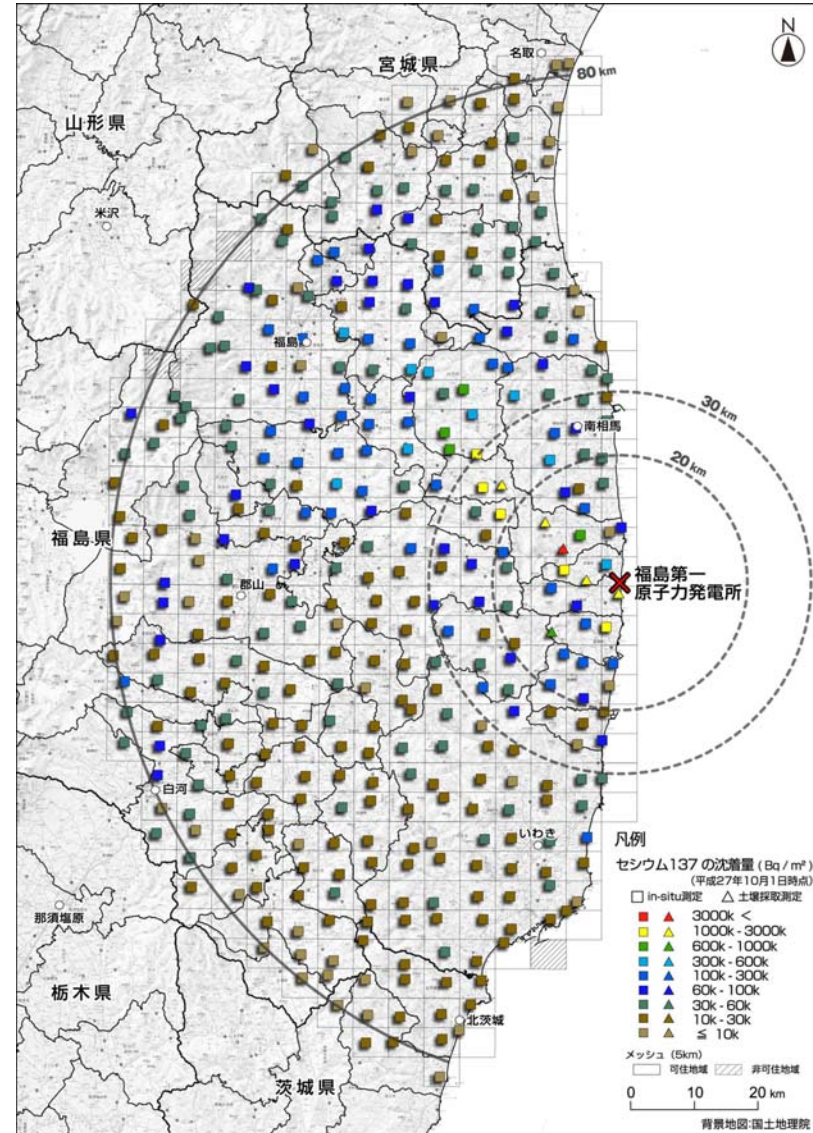 N
名取
宮城県
80 km
山形県
米沢
福島
30 km
南相馬
20 km
福島県
福島第一
原子力発電所
郡山
白河
いわき
凡例
セシウム137 の沈着量 ( Bq / m² )
(平成27年10月1日時点)
in-situ測定 土壌採取測定
3000k <
1000k - 3000k
600k - 1000k
300k - 600k
100k - 300k
60k - 100k
30k - 60k
10k - 30k
≦ 10k
那須塩原
栃木県
北茨城
メッシュ (5km)
可住地域 非可住地域
茨城県
0 10 20 km
背景地図:国土地理院